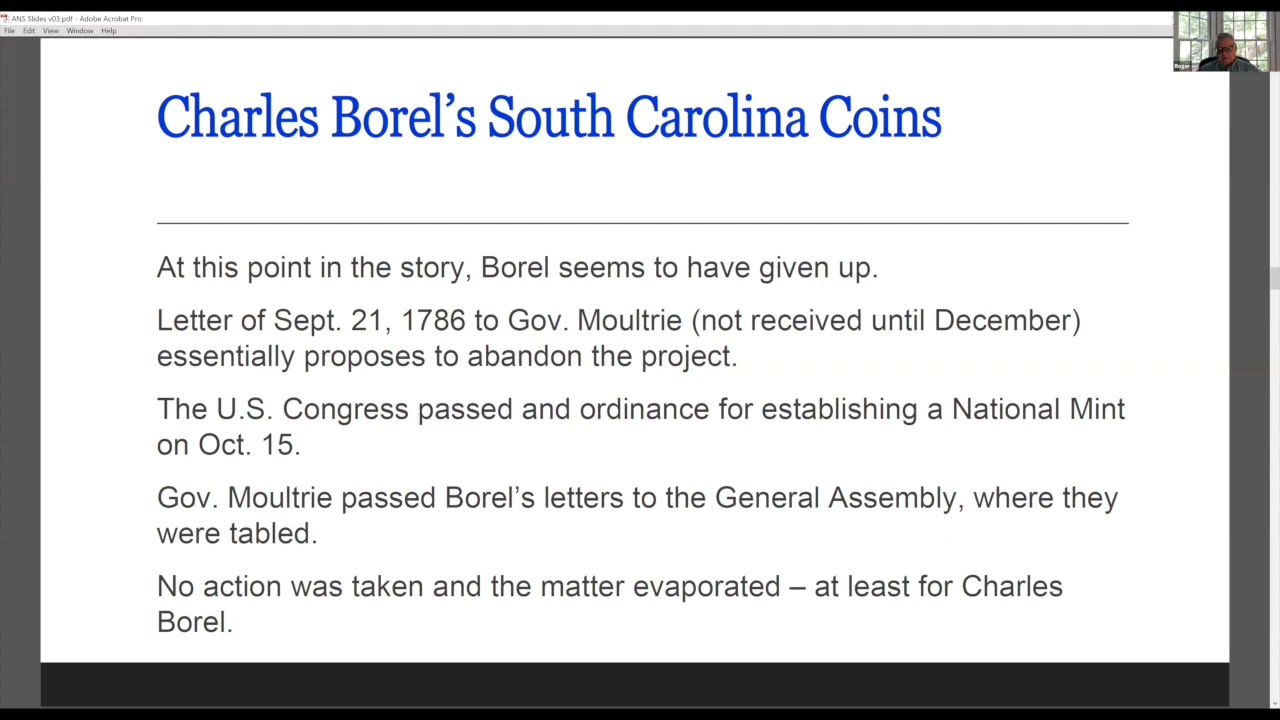 ANS Slides v03.pdf - Adobe Acrobat Pro
File Edit View Window Help
Roger
Charles Borel’s South Carolina Coins
At this point in the story, Borel seems to have given up.
Letter of Sept. 21, 1786 to Gov. Moultrie (not received until December)
essentially proposes to abandon the project.
The U.S. Congress passed and ordinance for establishing a National Mint
on Oct. 15.
Gov. Moultrie passed Borel’s letters to the General Assembly, where they
were tabled.
No action was taken and the matter evaporated – at least for Charles
Borel.